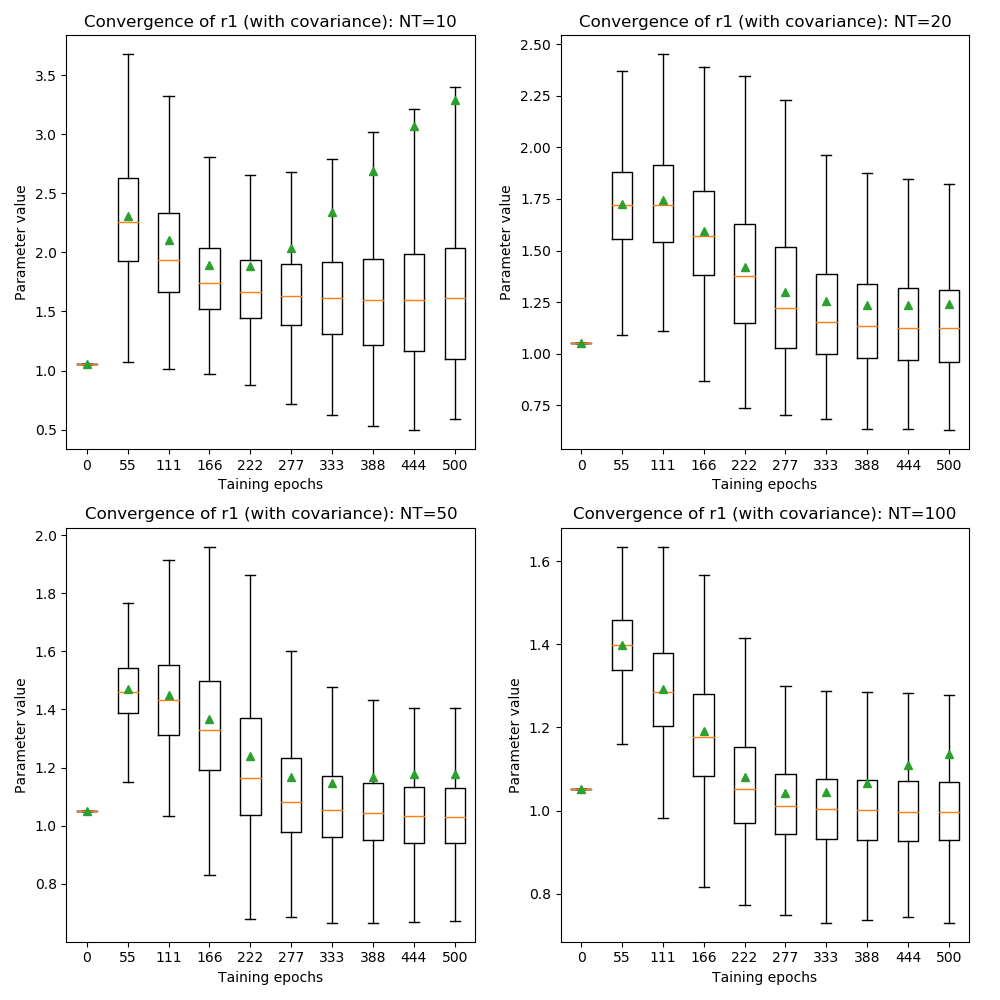 Convergence of r1 (with covariance): NT=10
Parameter value
3.5
3.0
2.5
2.0
1.5
1.0
0.5
0 55 111 166 222 277 333 388 444 500
Taining epochs
Convergence of r1 (with covariance): NT=20
Parameter value
2.50
2.25
2.00
1.75
1.50
1.25
1.00
0.75
0 55 111 166 222 277 333 388 444 500
Taining epochs
Convergence of r1 (with covariance): NT=50
Parameter value
2.0
1.8
1.6
1.4
1.2
1.0
0.8
0 55 111 166 222 277 333 388 444 500
Taining epochs
Convergence of r1 (with covariance): NT=100
Parameter value
1.6
1.4
1.2
1.0
0.8
0 55 111 166 222 277 333 388 444 500
Taining epochs